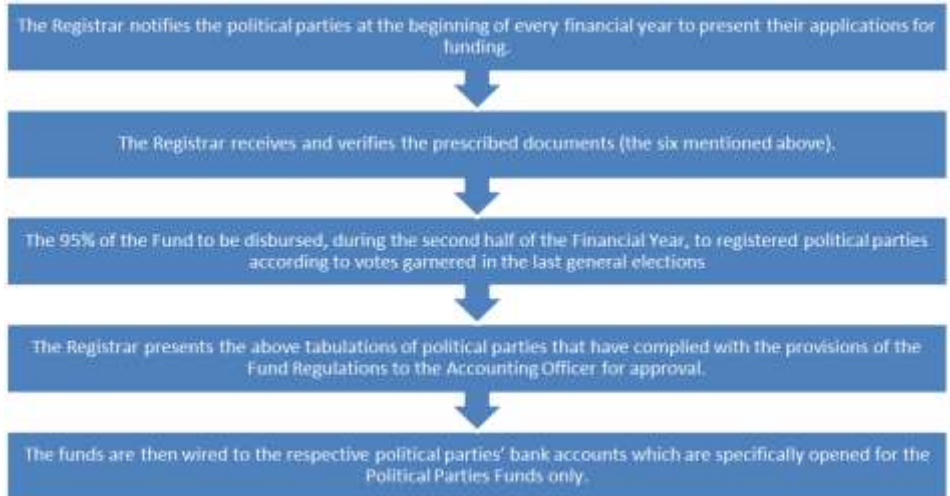 The Registrar notifies the political parties at the beginning of every financial year to present their applications for
funding.
The Registrar receives and verifies the prescribed documents (the six mentioned above).
The 95% of the Fund to be disbursed, during the second half of the Financial Year, to registered political parties
according to votes garnered in the last general elections
The Registrar presents the above tabulations of political parties that have complied with the provisions of the
Fund Regulations to the Accounting Officer for approval.
The funds are then wired to the respective political parties' bank accounts which are specifically opened for the
Political Parties Funds only.